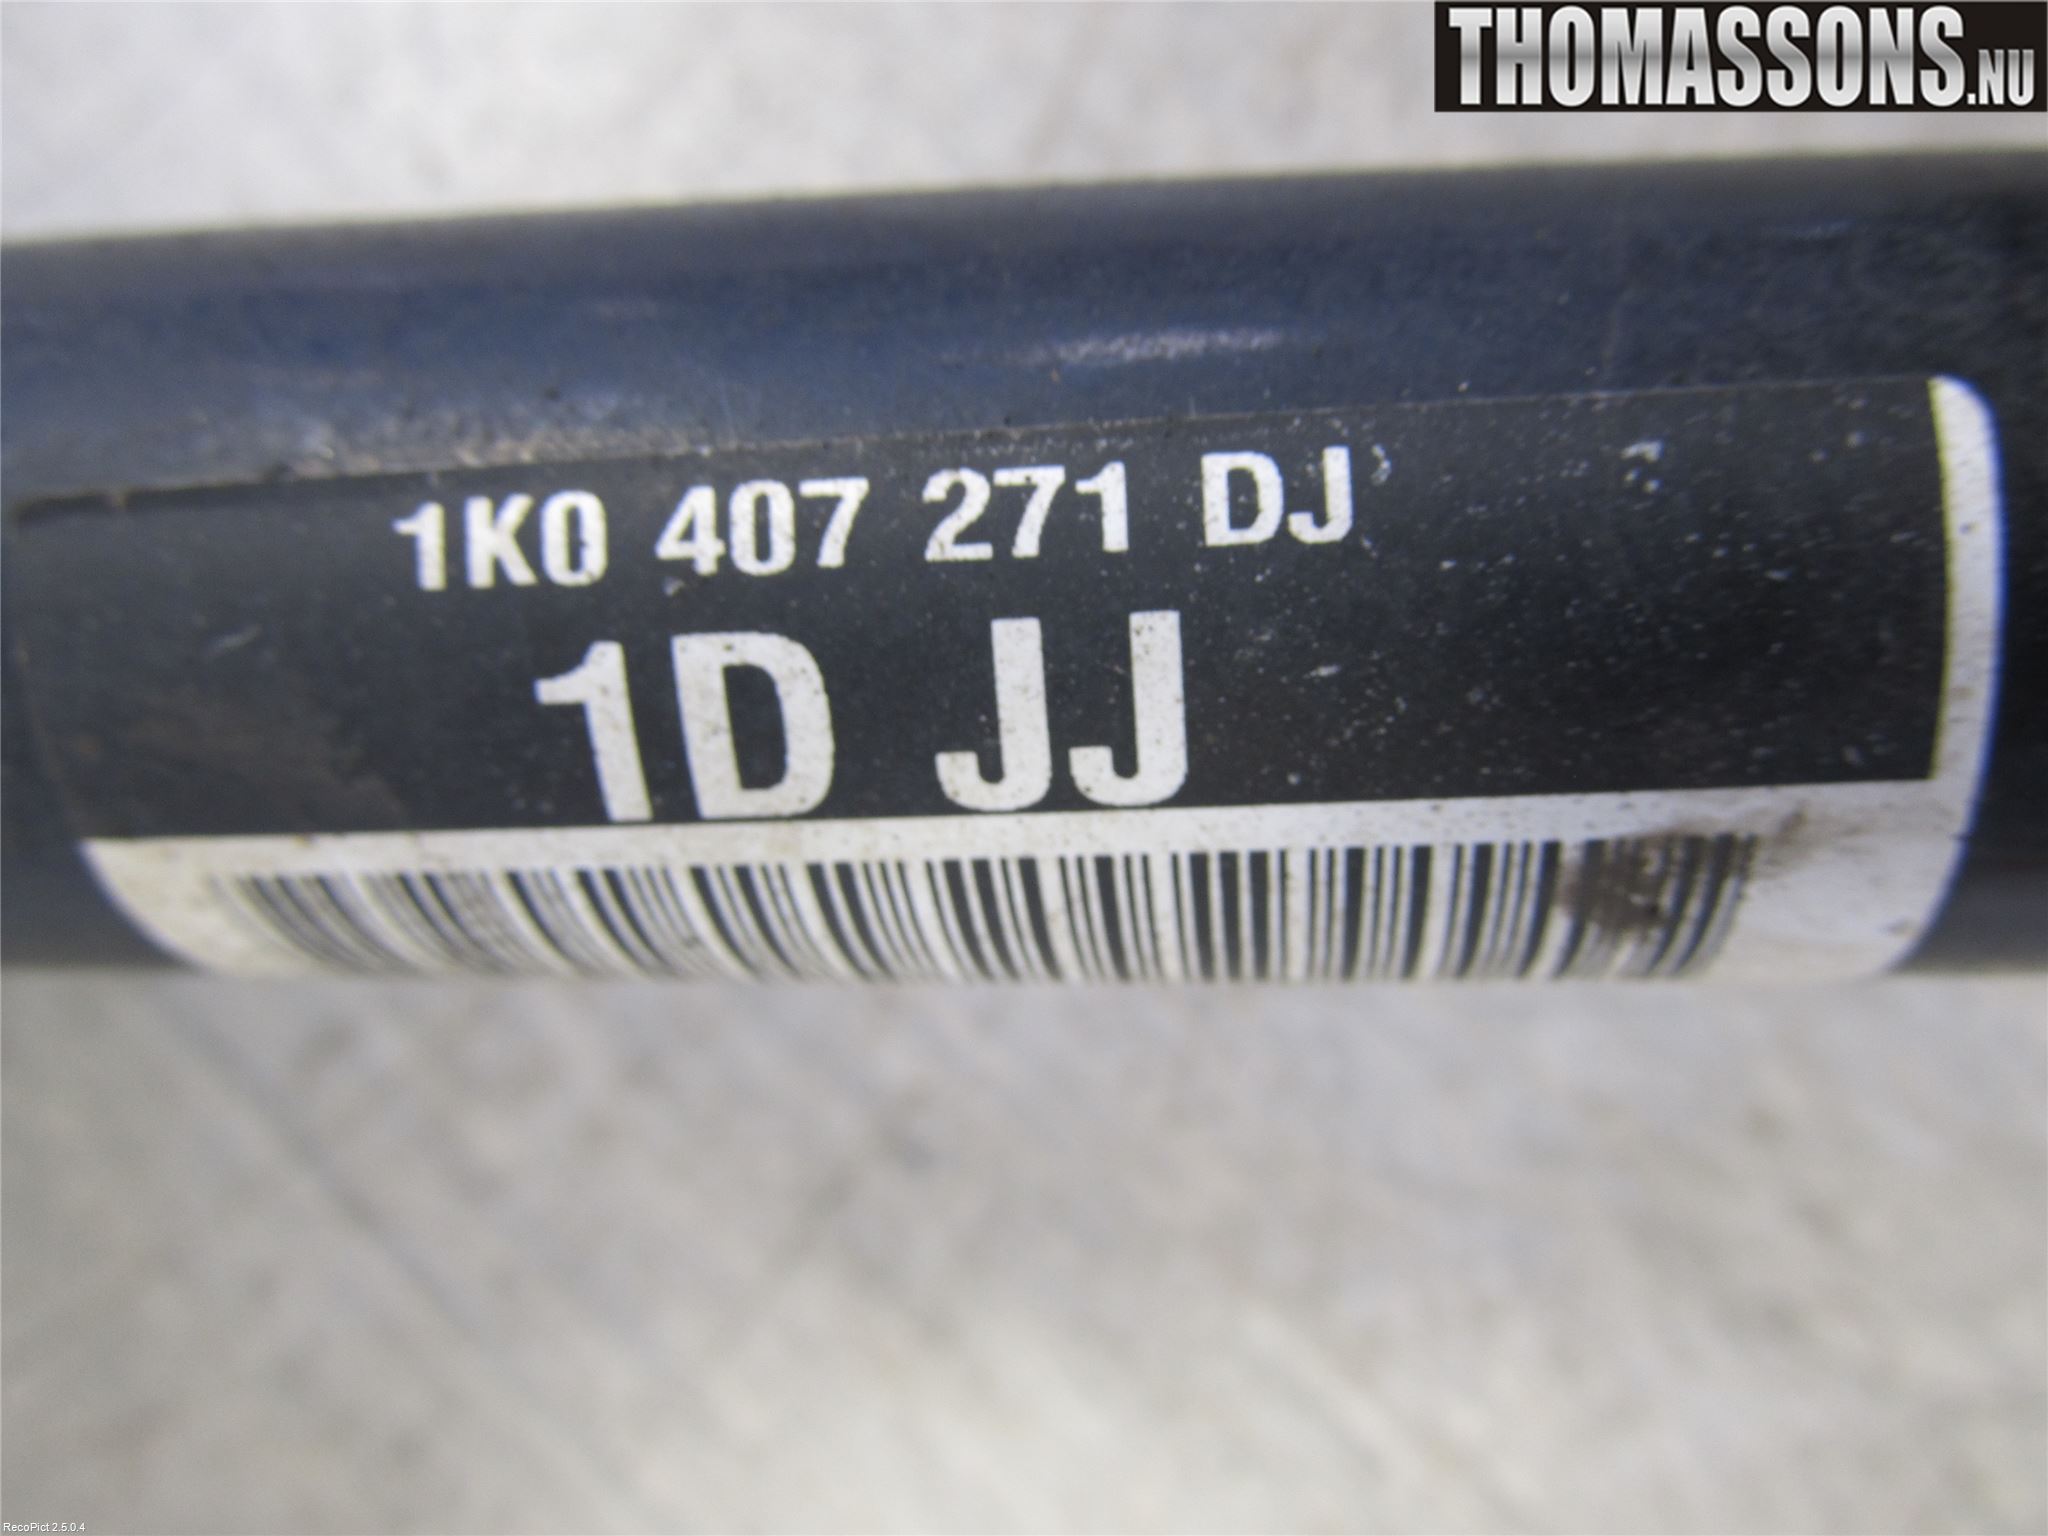 THOMASSONS.NU
1K0 407 271 DJ
1D JJ
RecoPict 2.5.0.4